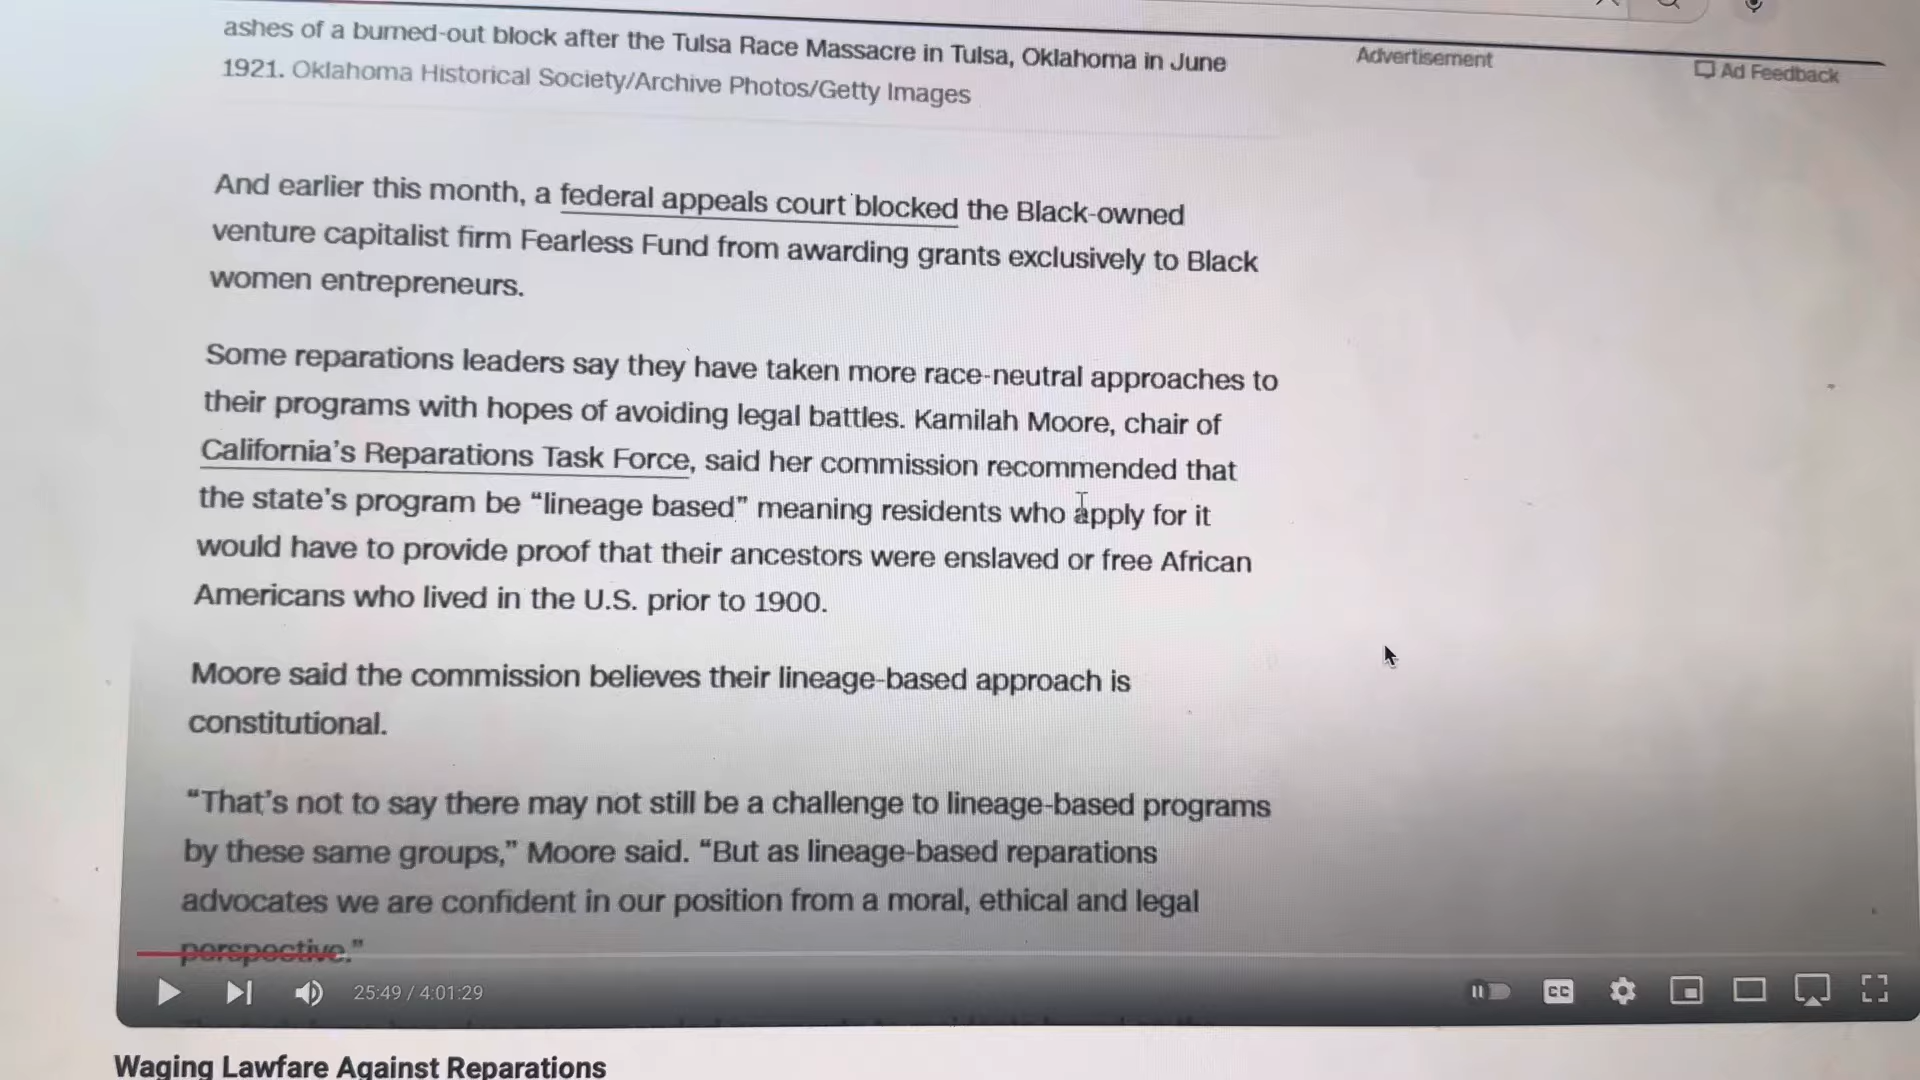 ashes of a burned-out block after the Tulsa Race Massacre in Tulsa, Oklahoma in June
1921. Oklahoma Historical Society/Archive Photos/Getty Images
Advertisement
Ad Feedback
And earlier this month, a federal appeals court blocked the Black-owned
venture capitalist firm Fearless Fund from awarding grants exclusively to Black
women entrepreneurs.
Some reparations leaders say they have taken more race-neutral approaches to
their programs with hopes of avoiding legal battles. Kamilah Moore, chair of
California’s Reparations Task Force, said her commission recommended that
the state’s program be “lineage based” meaning residents who apply for it
would have to provide proof that their ancestors were enslaved or free African
Americans who lived in the U.S. prior to 1900.
Moore said the commission believes their lineage-based approach is
constitutional.
“That’s not to say there may not still be a challenge to lineage-based programs
by these same groups,” Moore said. “But as lineage-based reparations
advocates we are confident in our position from a moral, ethical and legal
perspective.”
25:49 / 4:01:29
CC
Waging Lawfare Against Reparations